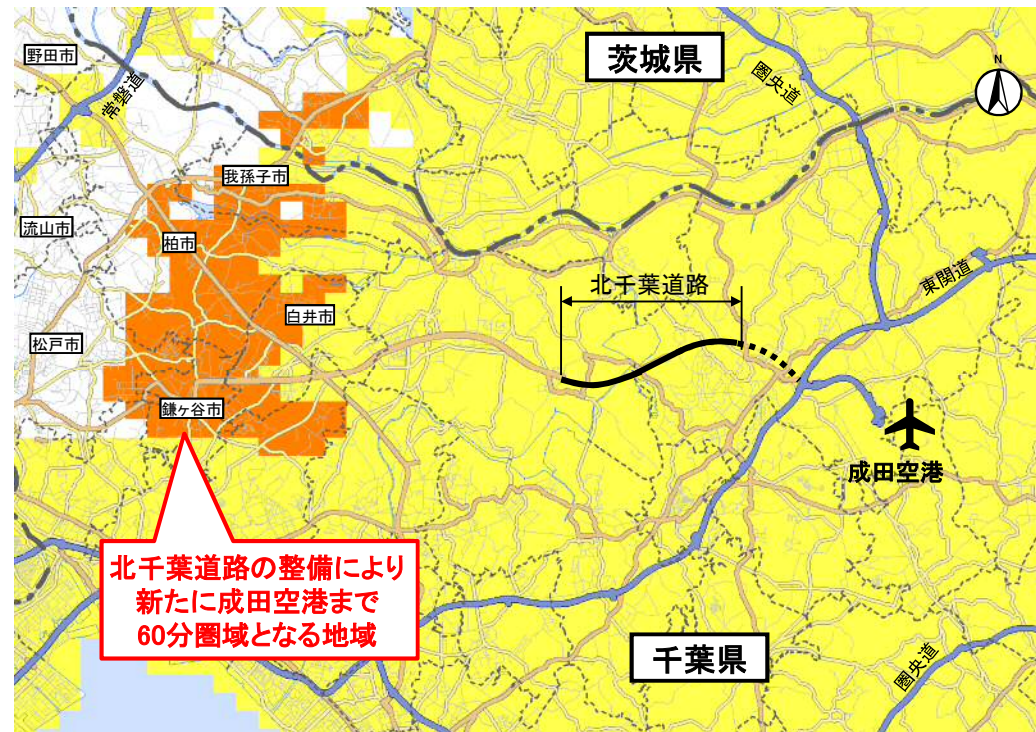 野田市
常磐道
茨城県
圏央道
N
我孫子市
流山市
柏市
東関道
北千葉道路
白井市
松戸市
鎌ヶ谷市
成田空港
北千葉道路の整備により
新たに成田空港まで
60分圏域となる地域
千葉県
圏央道